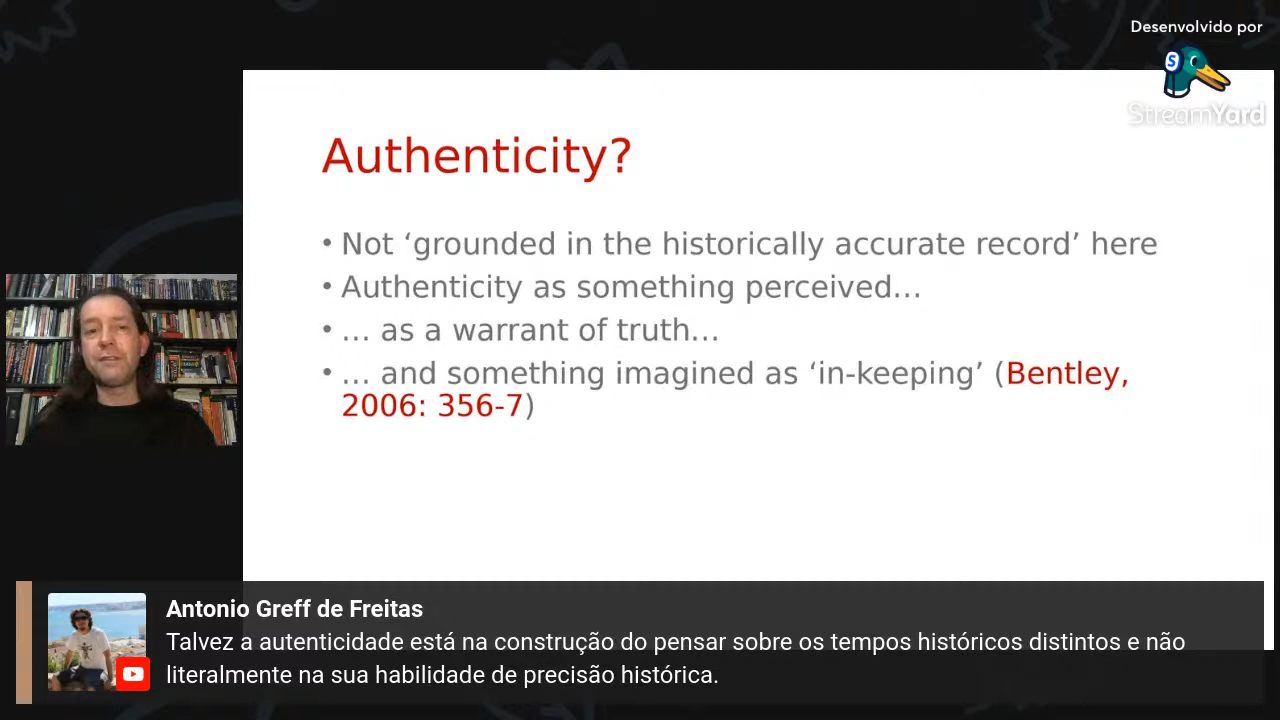 Desenvolvido por
StreamYard
Authenticity?
• Not ‘grounded in the historically accurate record’ here
• Authenticity as something perceived…
• … as a warrant of truth…
• … and something imagined as ‘in-keeping’ (Bentley,
2006: 356-7)
Antonio Greff de Freitas
Talvez a autenticidade está na construção do pensar sobre os tempos históricos distintos e não
literalmente na sua habilidade de precisão histórica.